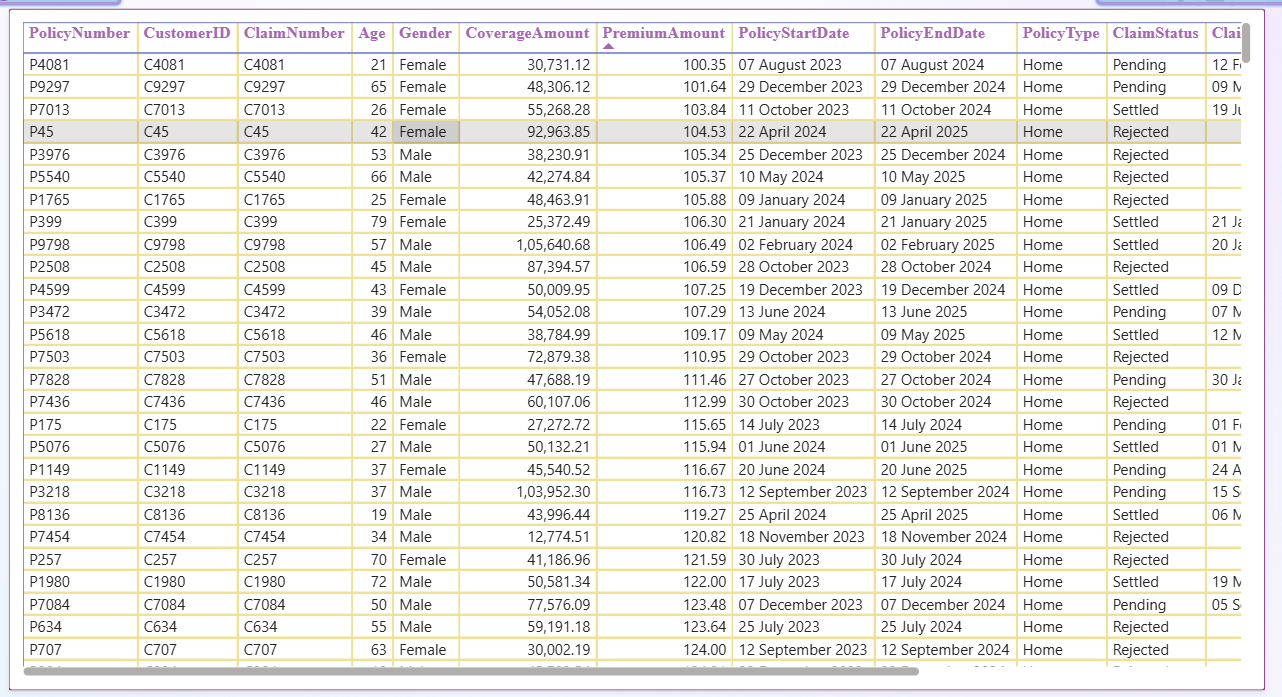 PolicyNumber CustomerID ClaimNumber Age Gender CoverageAmount PremiumAmount PolicyStartDate PolicyEndDate PolicyType ClaimStatus
P4081 C4081 C4081 21 Female 30,731.12 100.35 07 August 2023 07 August 2024 Home Pending 12
P9297 C9297 C9297 65 Female 48,306.12 101.64 29 December 2023 29 December 2024 Home Pending 09
P7013 C7013 C7013 26 Female 55,268.28 103.84 11 October 2023 11 October 2024 Home Settled 19
P45 C45 C45 42 Female 92,963.85 104.53 22 April 2024 22 April 2025 Home Rejected
P3976 C3976 C3976 53 Male 38,230.91 105.34 25 December 2023 25 December 2024 Home Rejected
P5540 C5540 C5540 66 Male 42,274.84 105.37 10 May 2024 10 May 2025 Home Rejected
P1765 C1765 C1765 25 Female 48,463.91 105.88 09 January 2024 09 January 2025 Home Rejected
P399 C399 C399 79 Female 25,372.49 106.30 21 January 2024 21 January 2025 Home Settled 21
P9798 C9798 C9798 57 Male 1,05,640.68 106.49 02 February 2024 02 February 2025 Home Settled 20
P2508 C2508 C2508 45 Male 87,394.57 106.59 28 October 2023 28 October 2024 Home Rejected
P4599 C4599 C4599 43 Female 50,009.95 107.25 19 December 2023 19 December 2024 Home Settled 09
P3472 C3472 C3472 39 Male 54,052.08 107.29 13 June 2024 13 June 2025 Home Pending 07
P5618 C5618 C5618 46 Male 38,784.99 109.17 09 May 2024 09 May 2025 Home Settled 12
P7503 C7503 C7503 36 Female 72,879.38 110.95 29 October 2023 29 October 2024 Home Rejected
P7828 C7828 C7828 51 Male 47,688.19 111.46 27 October 2023 27 October 2024 Home Pending 30
P7436 C7436 C7436 46 Male 60,107.06 112.99 30 October 2023 30 October 2024 Home Rejected
P175 C175 C175 22 Female 27,272.72 115.65 14 July 2023 14 July 2024 Home Pending 01
P5076 C5076 C5076 27 Male 50,132.21 115.94 01 June 2024 01 June 2025 Home Settled 01
P1149 C1149 C1149 37 Female 45,540.52 116.67 20 June 2024 20 June 2025 Home Pending 24
P3218 C3218 C3218 37 Male 1,03,952.30 116.73 12 September 2023 12 September 2024 Home Pending 15
P8136 C8136 C8136 19 Male 43,996.44 119.27 25 April 2024 25 April 2025 Home Settled 06
P7454 C7454 C7454 34 Male 12,774.51 120.82 18 November 2023 18 November 2024 Home Rejected
P257 C257 C257 70 Female 41,186.96 121.59 30 July 2023 30 July 2024 Home Rejected
P1980 C1980 C1980 72 Male 50,581.34 122.00 17 July 2023 17 July 2024 Home Settled 19
P7084 C7084 C7084 50 Male 77,576.09 123.48 07 December 2023 07 December 2024 Home Pending 05
P634 C634 C634 55 Male 59,191.18 123.64 25 July 2023 25 July 2024 Home Rejected
P707 C707 C707 63 Female 30,002.19 124.00 12 September 2023 12 September 2024 Home Rejected